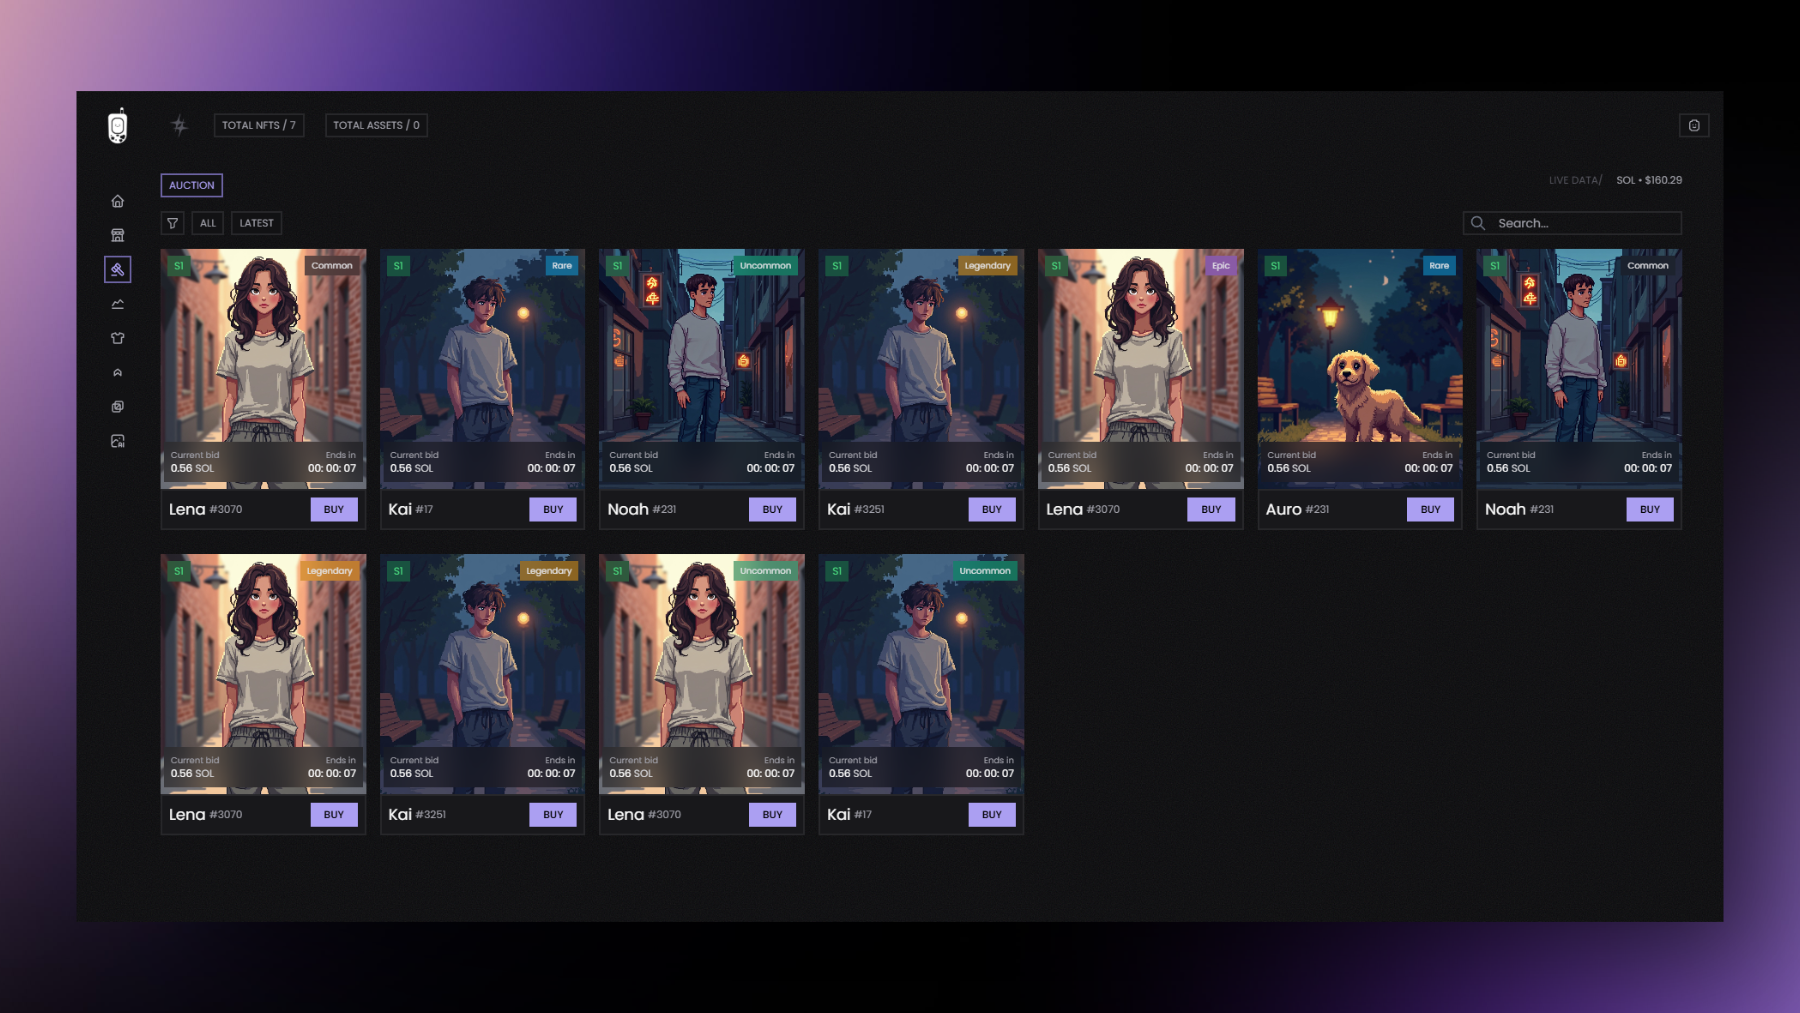 TOTAL NFTS / 7
TOTAL ASSETS / 0
AUCTION
LIVE DATA/ SOL • $160.29
ALL
LATEST
Search...
S1
Common
Current bid
Ends in
0.56 SOL
00: 00: 07
Lena #3070
BUY
S1
Rare
Current bid
Ends in
0.56 SOL
00: 00: 07
Kai #17
BUY
S1
Uncommon
Current bid
Ends in
0.56 SOL
00: 00: 07
Noah #231
BUY
S1
Legendary
Current bid
Ends in
0.56 SOL
00: 00: 07
Kai #3251
BUY
S1
Epic
Current bid
Ends in
0.56 SOL
00: 00: 07
Lena #3070
BUY
S1
Rare
Current bid
Ends in
0.56 SOL
00: 00: 07
Auro #231
BUY
S1
Common
Current bid
Ends in
0.56 SOL
00: 00: 07
Noah #231
BUY
S1
Legendary
Current bid
Ends in
0.56 SOL
00: 00: 07
Lena #3070
BUY
S1
Legendary
Current bid
Ends in
0.56 SOL
00: 00: 07
Kai #3251
BUY
S1
Uncommon
Current bid
Ends in
0.56 SOL
00: 00: 07
Lena #3070
BUY
S1
Uncommon
Current bid
Ends in
0.56 SOL
00: 00: 07
Kai #17
BUY